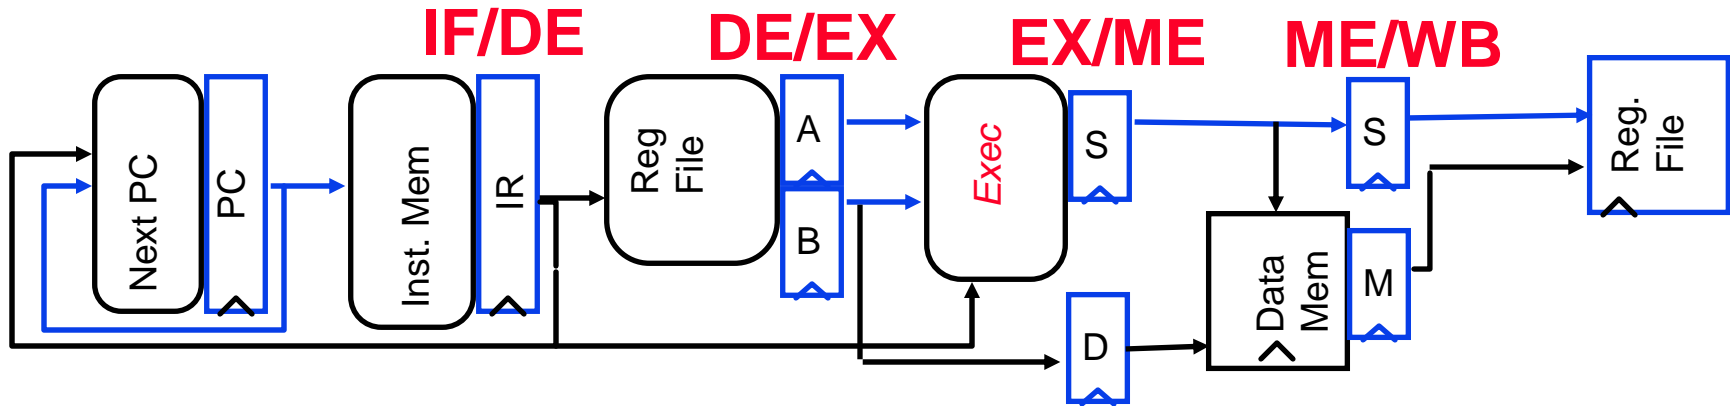 IF/DE
DE/EX
EX/ME
ME/WB
Next PC
PC
Inst. Mem
IR
Reg
File
A
B
Exec
S
D
S
Data
Mem
M
Reg.
File